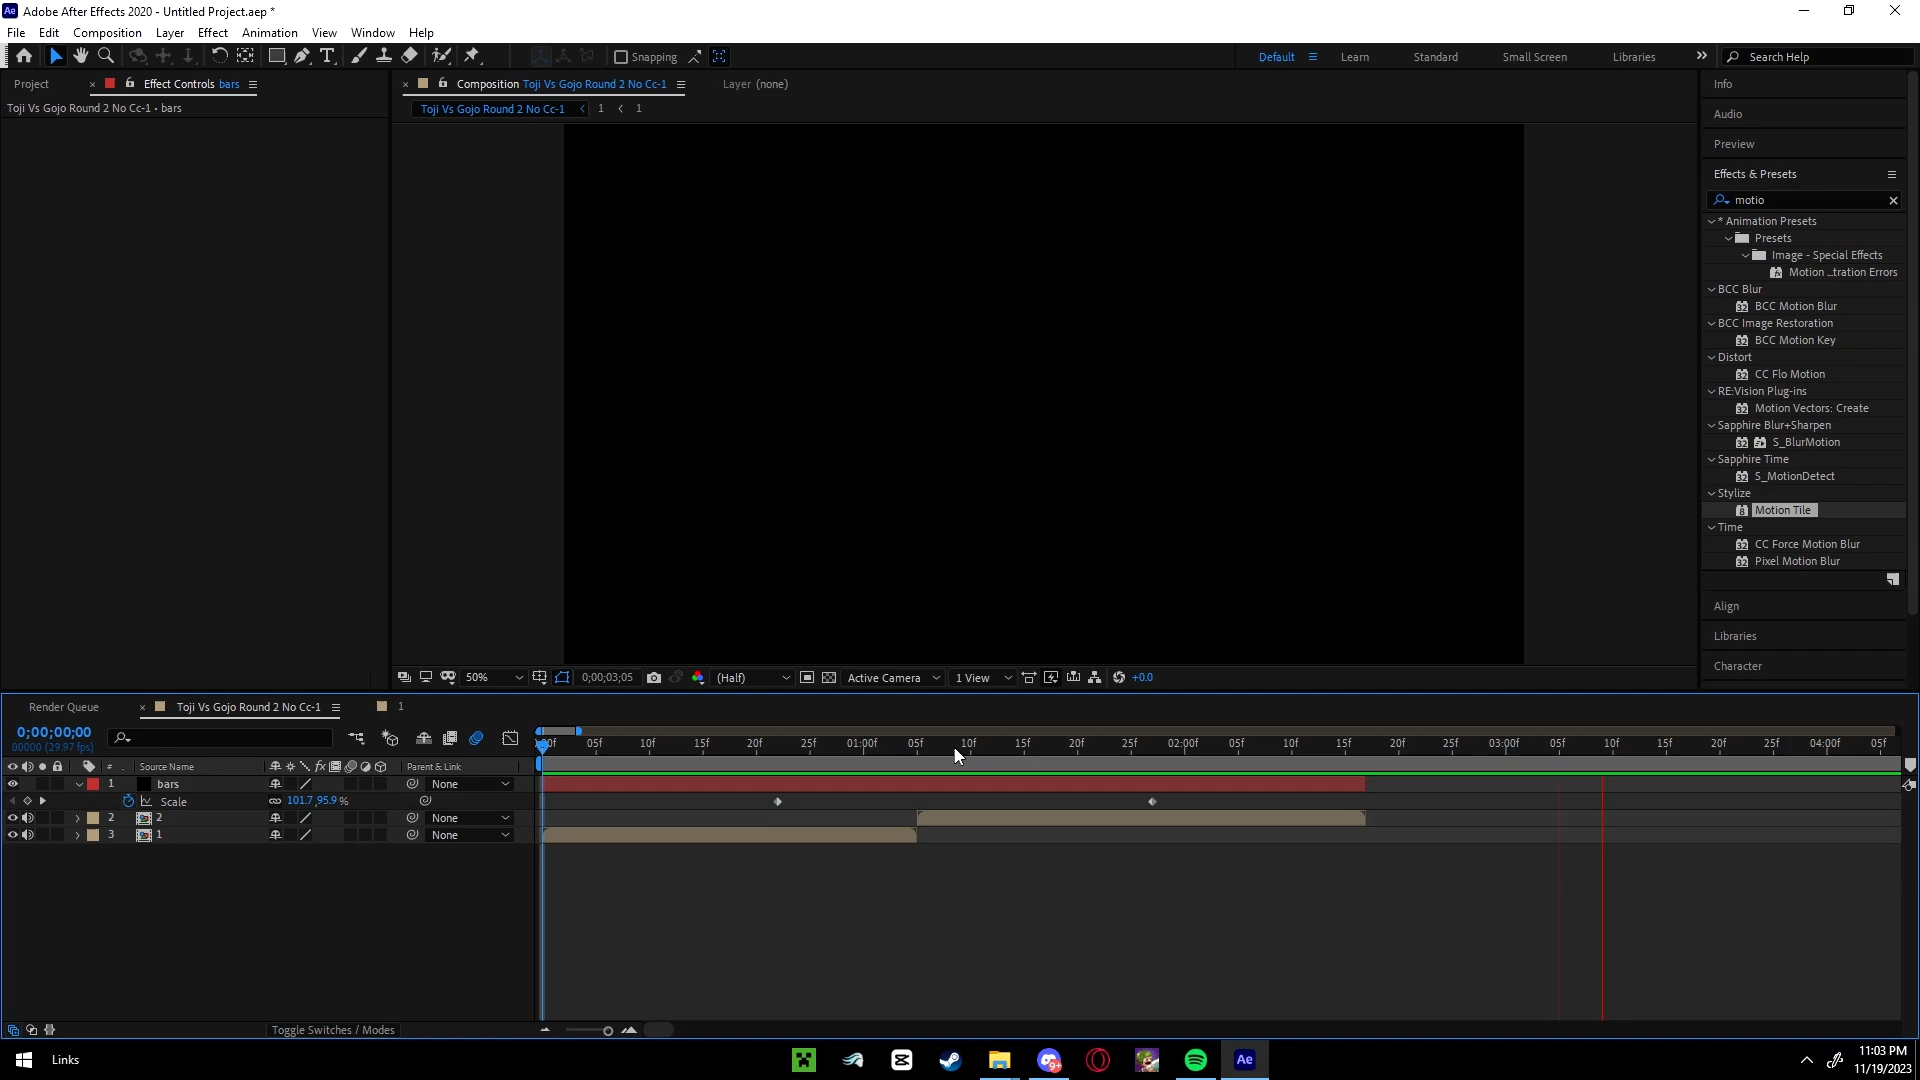 Ae Adobe After Effects 2020 - Untitled Project.aep *
File Edit Composition Layer Effect Animation View Window Help
Snapping Default Learn Standard Small Screen Libraries Search Help
Project Effect Controls bars
Toji Vs Gojo Round 2 No Cc-1 • bars
Composition Toji Vs Gojo Round 2 No Cc-1 Layer (none)
Toji Vs Gojo Round 2 No Cc-1 1 1
50% 0;00;03;05 (Half) Active Camera 1 View +0.0
Info
Audio
Preview
Effects & Presets
motio
* Animation Presets
Presets
Image - Special Effects
Motion ...tration Errors
BCC Blur
BCC Motion Blur
BCC Image Restoration
BCC Motion Key
Distort
CC Flo Motion
RE:Vision Plug-ins
Motion Vectors: Create
Sapphire Blur+Sharpen
S_BlurMotion
Sapphire Time
S_MotionDetect
Stylize
Motion Tile
Time
CC Force Motion Blur
Pixel Motion Blur
Align
Libraries
Character
Render Queue Toji Vs Gojo Round 2 No Cc-1 1
0;00;00;00
00000 (29.97 fps)
05f 10f 15f 20f 25f 01:00f 05f 10f 15f 20f 25f 02:00f 05f 10f 15f 20f 25f 03:00f 05f 10f 15f 20f 25f 04:00f 05f
# Source Name fx Parent & Link
1 bars None
Scale 101.7,95.9 %
2 2 None
3 1 None
Toggle Switches / Modes
Links
9+
Ae
11:03 PM
11/19/2023